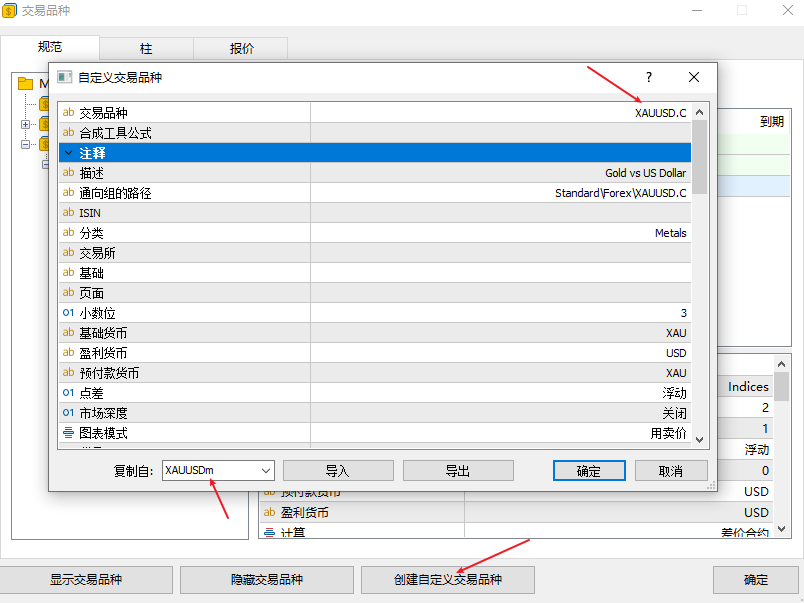 交易品种
规范 柱 报价
M
自定义交易品种 ?
到期
ab 交易品种 XAUUSD.C
ab 合成工具公式
注释
ab 描述 Gold vs US Dollar
ab 通向组的路径 Standard\Forex\XAUUSD.C
ab ISIN
ab 分类 Metals
ab 交易所
ab 基础
ab 页面
01 小数位 3
ab 基础货币 XAU
ab 盈利货币 USD
ab 预付款货币 XAU
01 点差 浮动
01 市场深度 关闭
图表模式 用卖价
Indices
2
1
浮动
0
复制自: XAUUSDm 导入 导出 确定 取消
ab 预付款货币 USD
ab 盈利货币 USD
计算 差价合约
显示交易品种 隐藏交易品种 创建自定义交易品种 确定